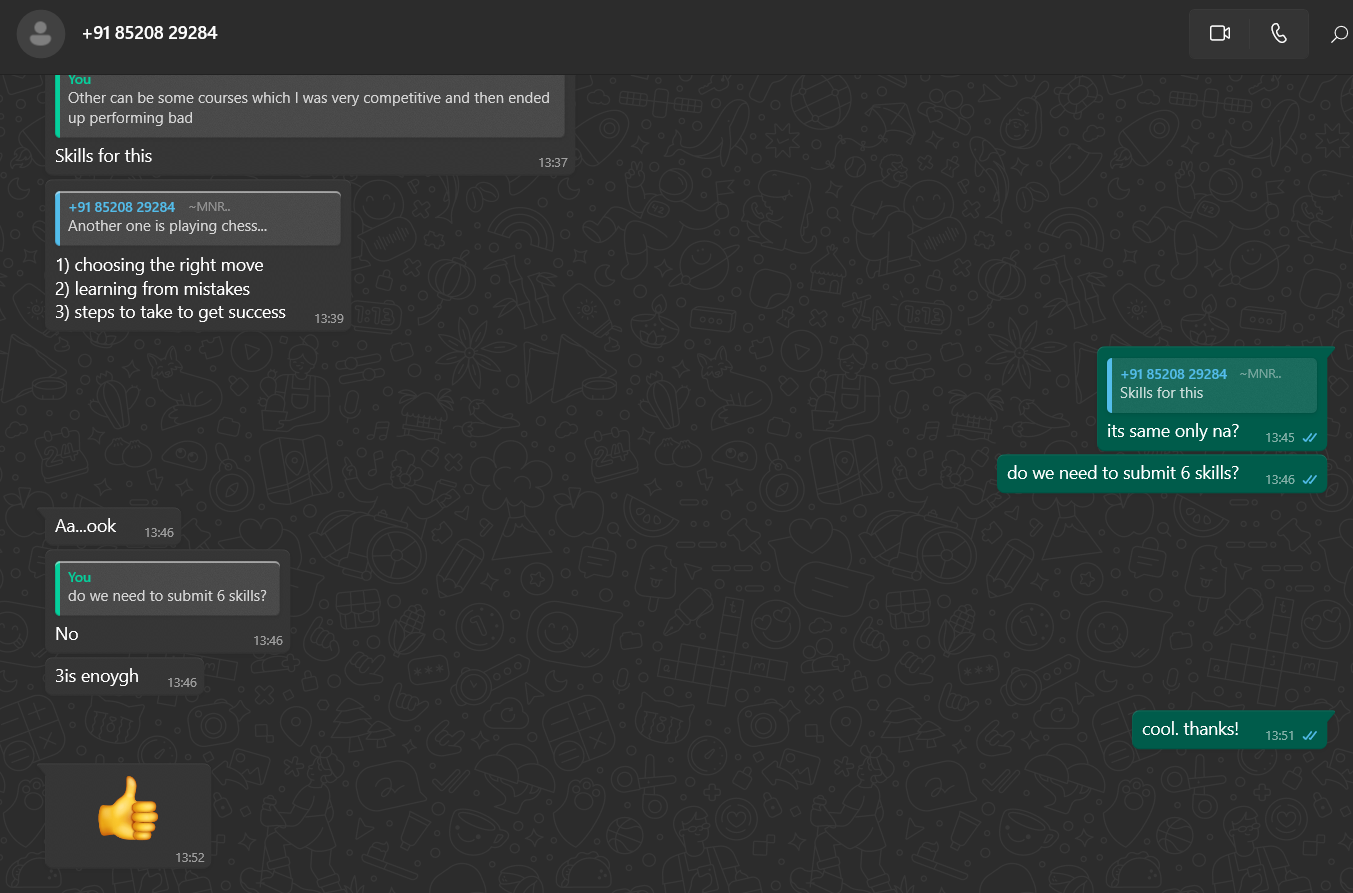 +91 85208 29284
You
Other can be some courses which I was very competitive and then ended
up performing bad
Skills for this
13:37
+91 85208 29284 ~MNR..
Another one is playing chess...
1) choosing the right move
2) learning from mistakes
3) steps to take to get success
13:39
+91 85208 29284 ~MNR..
Skills for this
its same only na?
13:45
do we need to submit 6 skills?
13:46
Aa...ook
13:46
You
do we need to submit 6 skills?
No
13:46
3is enoygh
13:46
cool. thanks!
13:51
13:52